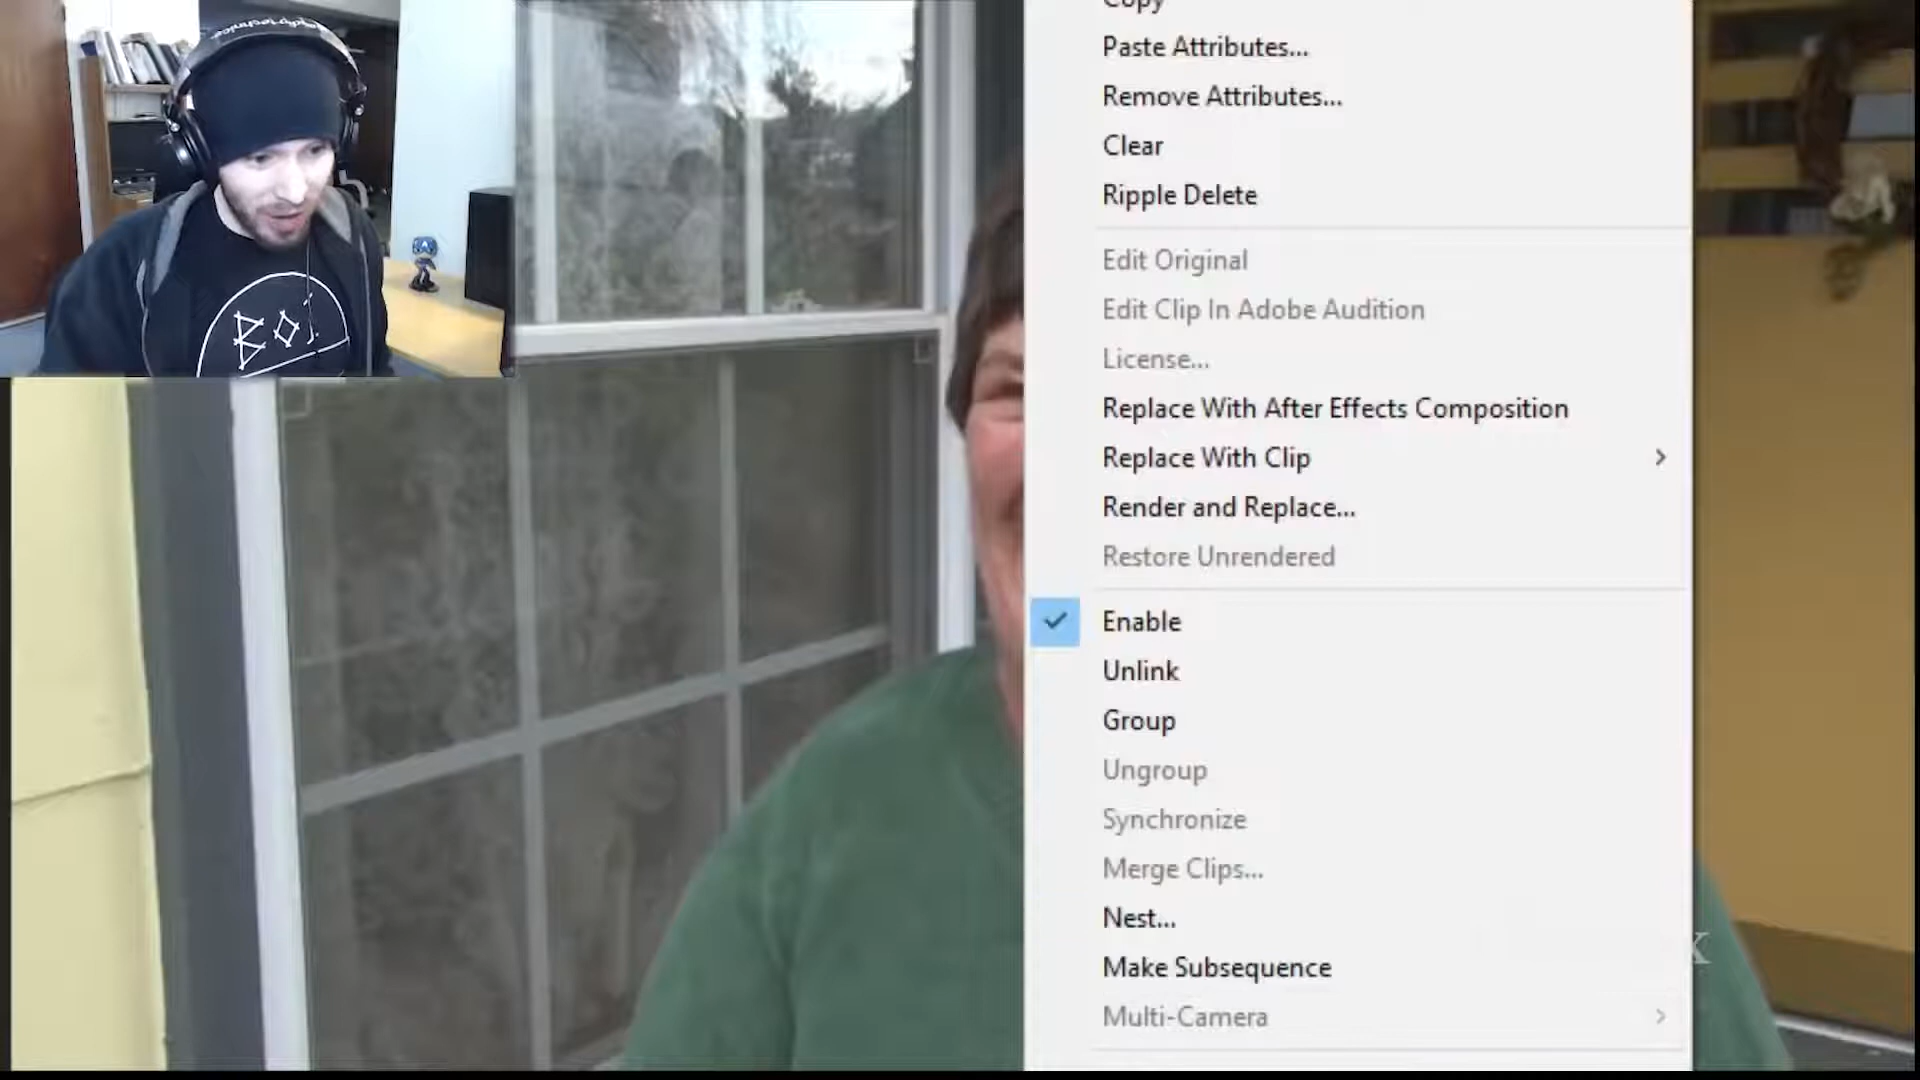 Copy
Paste Attributes...
Remove Attributes...
Clear
Ripple Delete
Edit Original
Edit Clip In Adobe Audition
License...
Replace With After Effects Composition
Replace With Clip
Render and Replace...
Restore Unrendered
Enable
Unlink
Group
Ungroup
Synchronize
Merge Clips...
Nest...
Make Subsequence
Multi-Camera